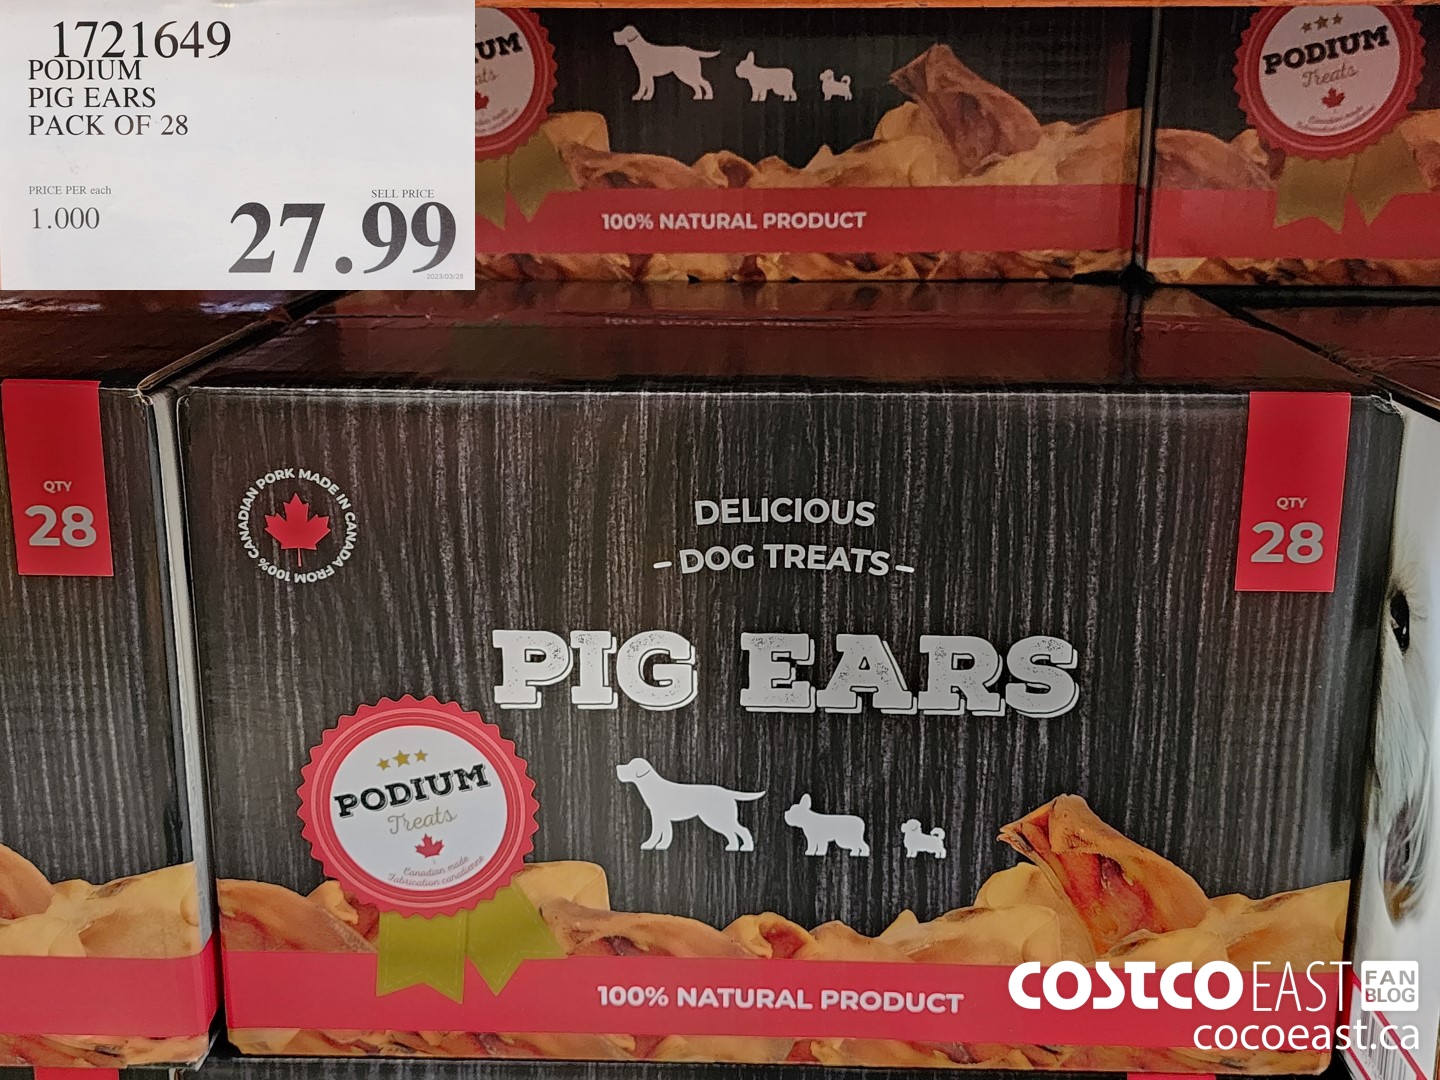 1721649
PODIUM
PIG EARS
PACK OF 28
PRICE PER each
1.000
SELL PRICE
27.99
2023/03/28
UM
PODIUM
Treats
100% NATURAL PRODUCT
QTY
28
CANADIAN PORK MADE IN CANADA FROM 100%
DELICIOUS
– DOG TREATS –
QTY
28
PIG EARS
PODIUM
Treats
Canadian made
Fabrication canadienne
100% NATURAL PRODUCT
COSTCO EAST FAN BLOG
cocoeast.ca